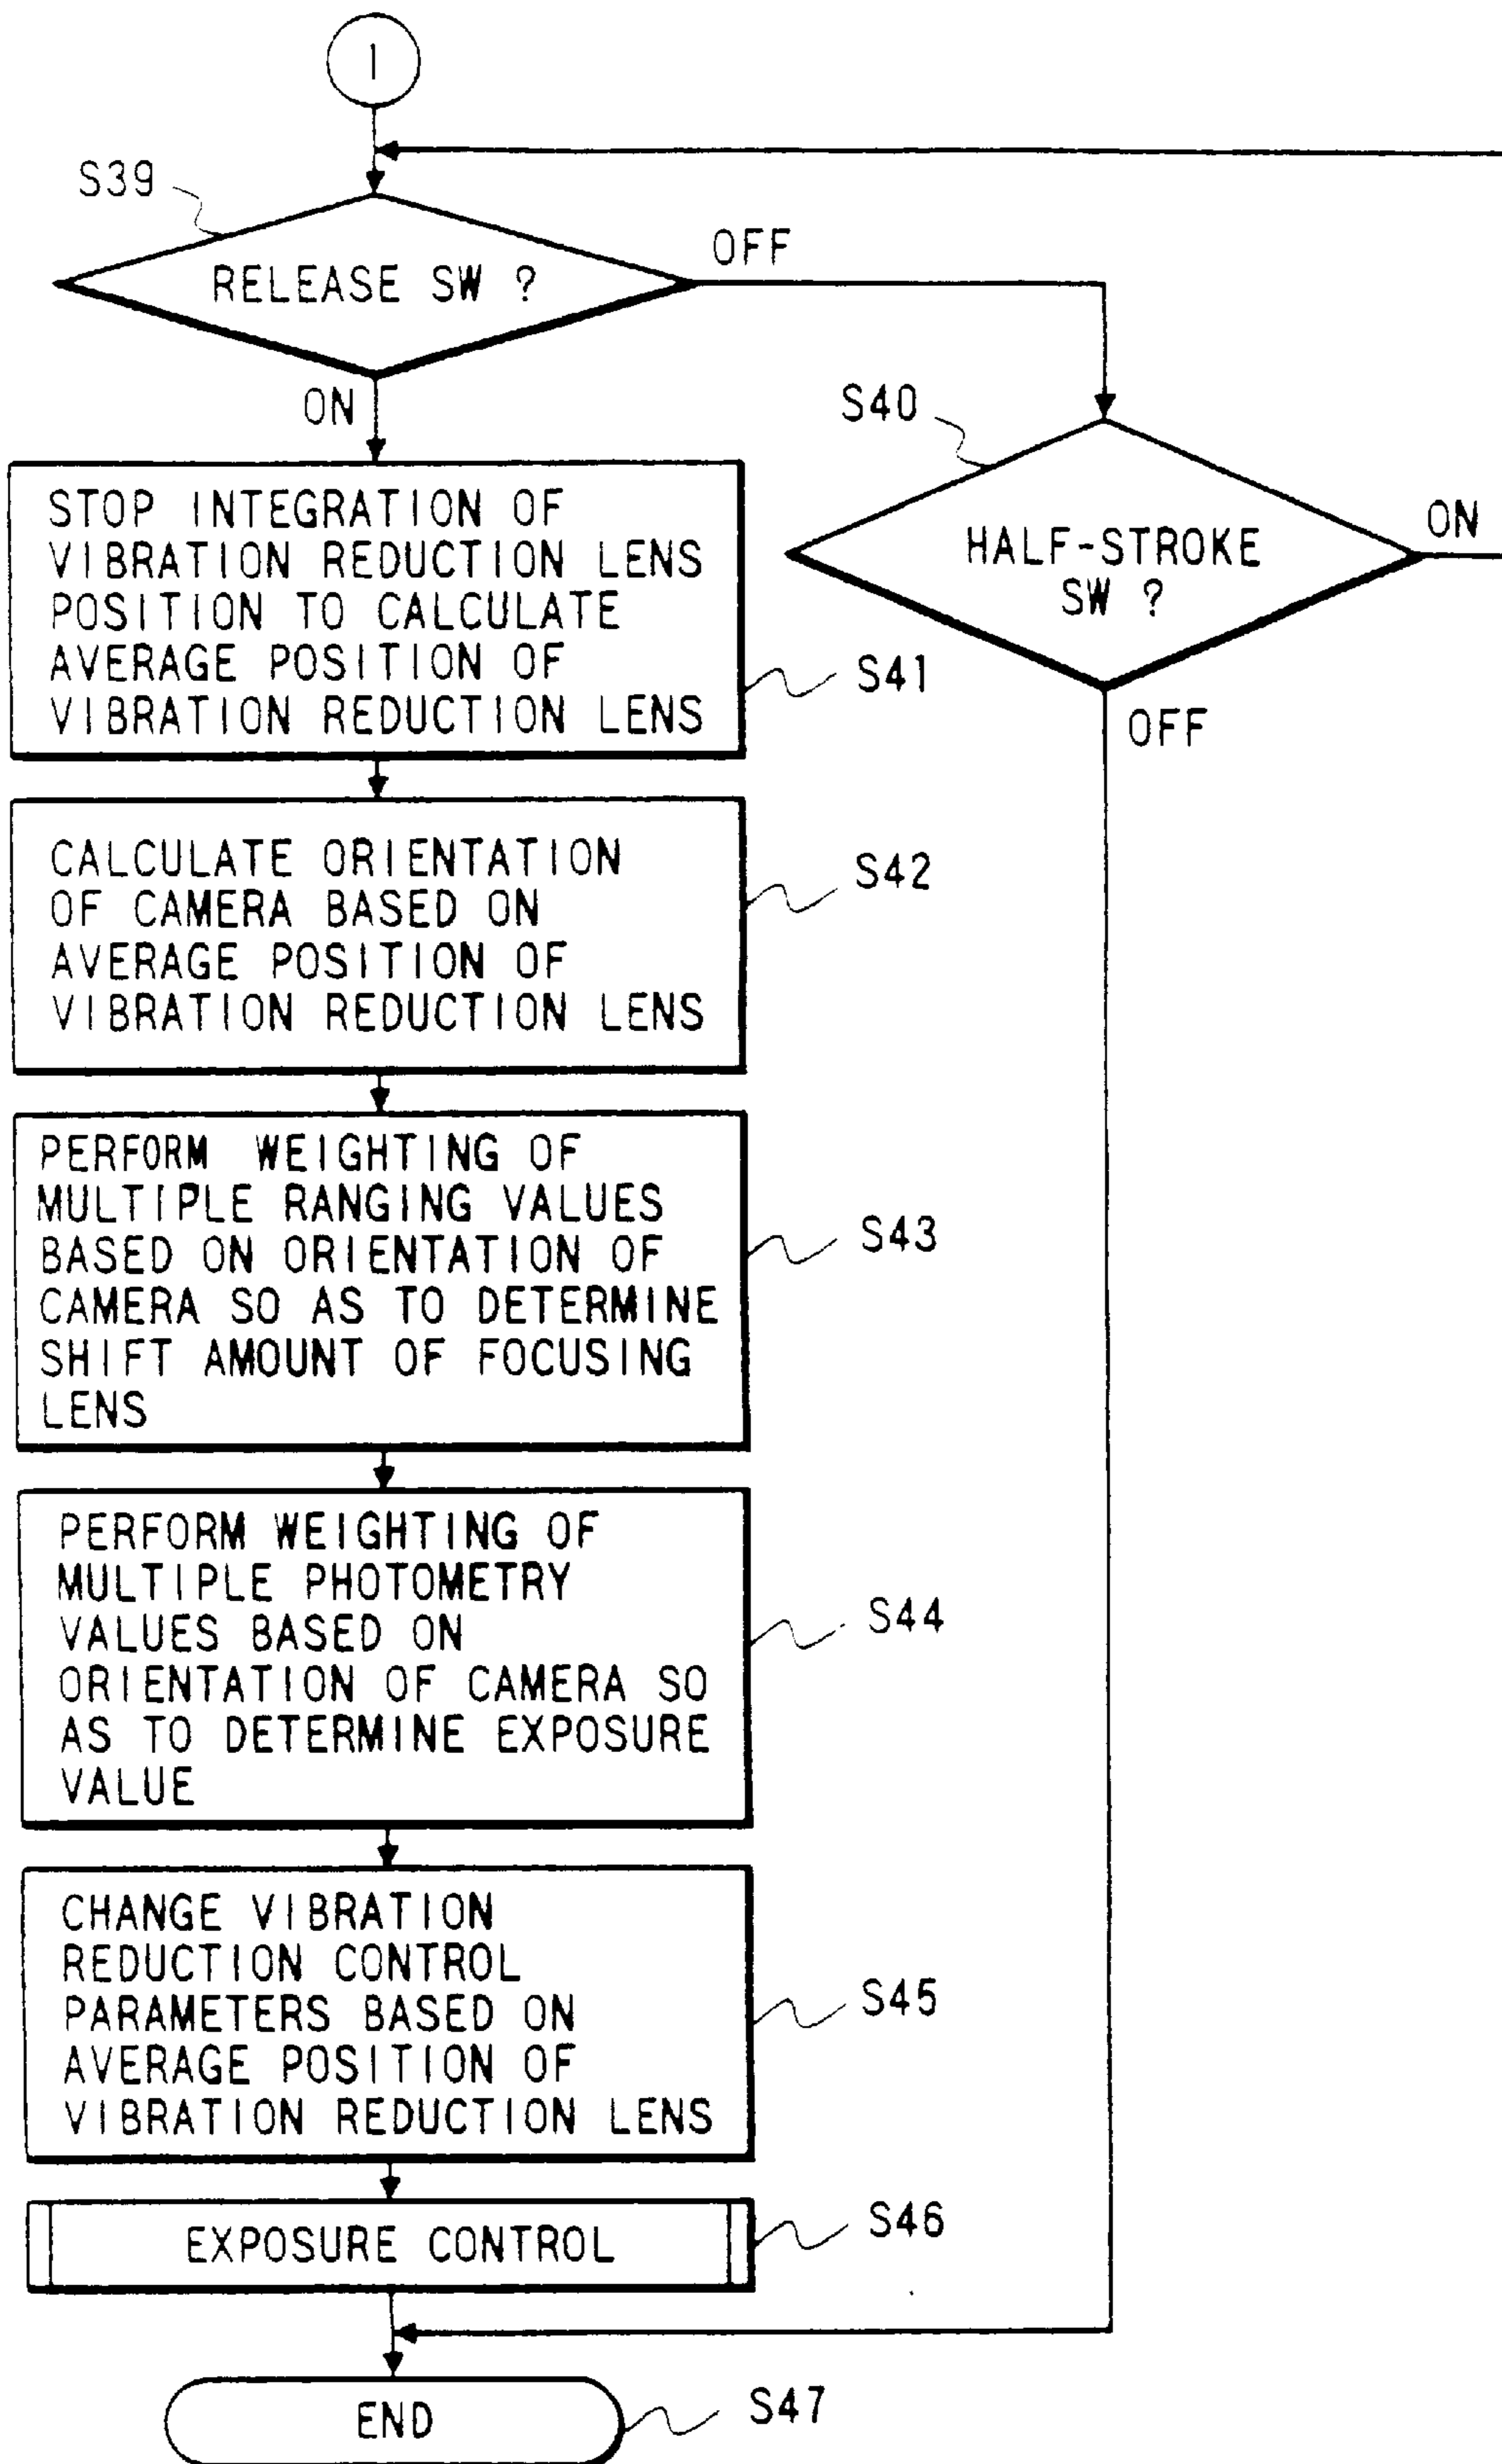 1
S39
RELEASE SW ?
OFF
ON
S40
HALF-STROKE
SW ?
ON
OFF
STOP INTEGRATION OF
VIBRATION REDUCTION LENS
POSITION TO CALCULATE
AVERAGE POSITION OF
VIBRATION REDUCTION LENS
S41
CALCULATE ORIENTATION
OF CAMERA BASED ON
AVERAGE POSITION OF
VIBRATION REDUCTION LENS
S42
PERFORM WEIGHTING OF
MULTIPLE RANGING VALUES
BASED ON ORIENTATION OF
CAMERA SO AS TO DETERMINE
SHIFT AMOUNT OF FOCUSING
LENS
S43
PERFORM WEIGHTING OF
MULTIPLE PHOTOMETRY
VALUES BASED ON
ORIENTATION OF CAMERA SO
AS TO DETERMINE EXPOSURE
VALUE
S44
CHANGE VIBRATION
REDUCTION CONTROL
PARAMETERS BASED ON
AVERAGE POSITION OF
VIBRATION REDUCTION LENS
S45
EXPOSURE CONTROL
S46
END
S47